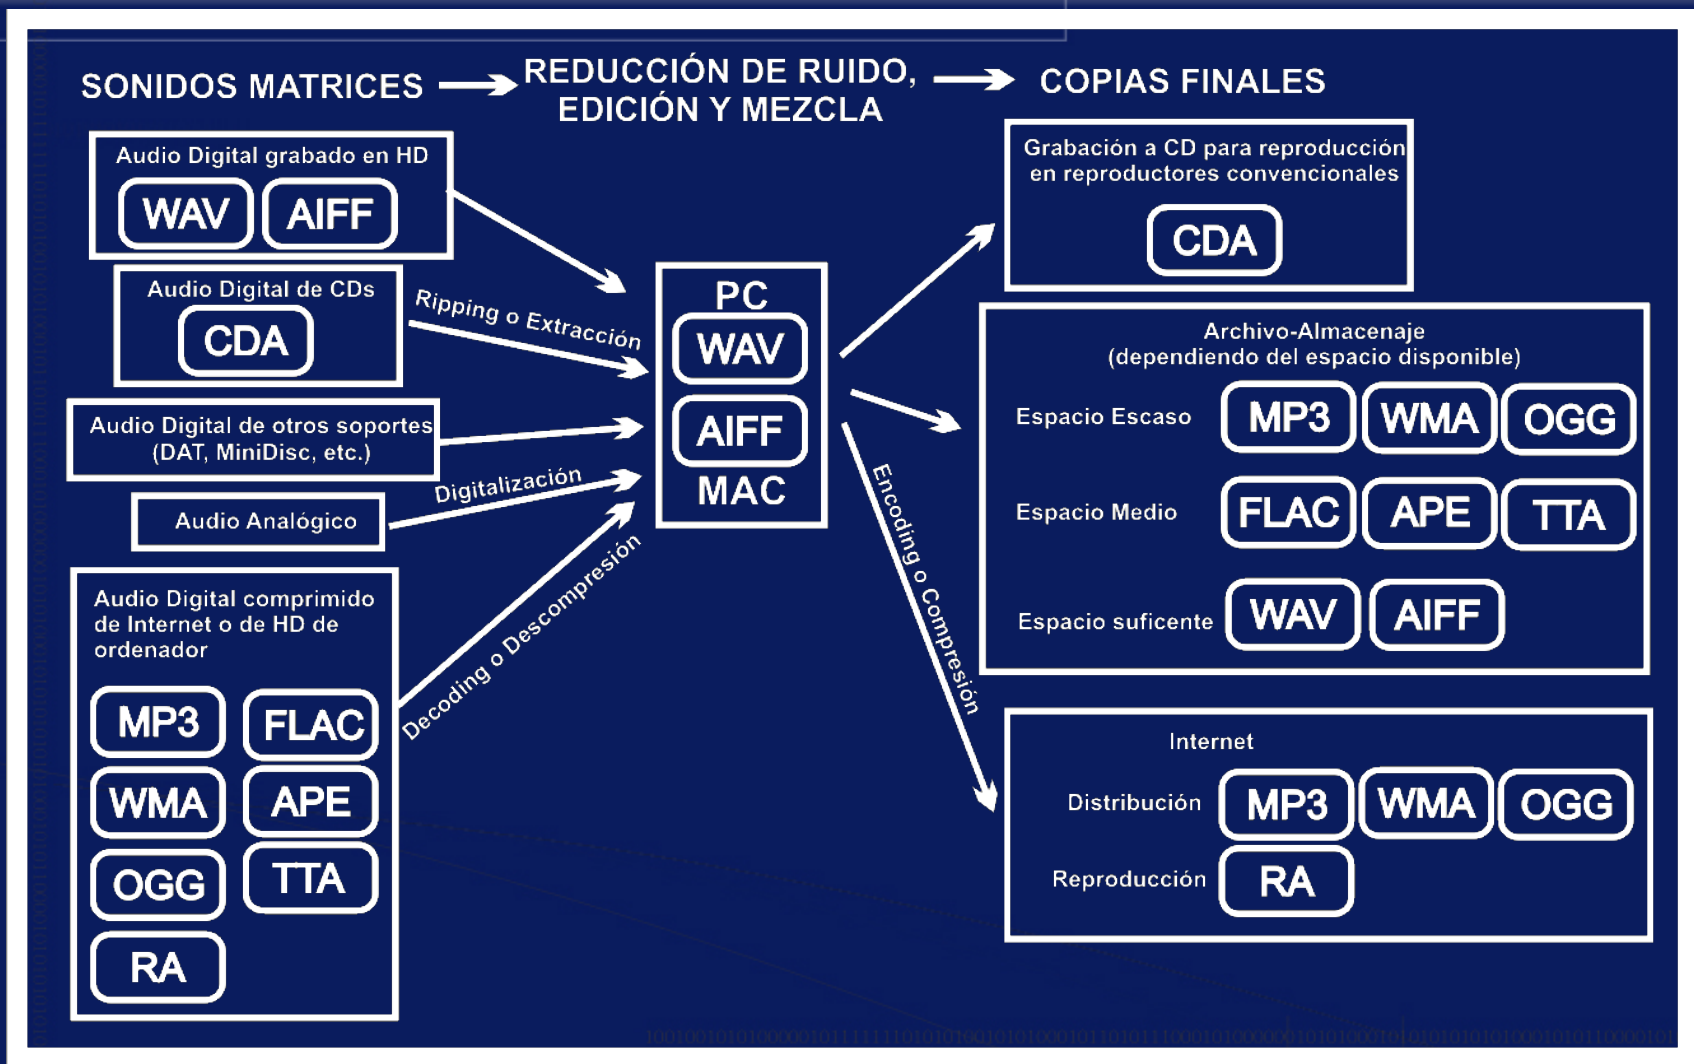 SONIDOS MATRICES
REDUCCIÓN DE RUIDO,
EDICIÓN Y MEZCLA
COPIAS FINALES
Audio Digital grabado en HD
WAV AIFF
Audio Digital de CDs
CDA
Audio Digital de otros soportes
(DAT, MiniDisc, etc.)
Audio Analógico
Audio Digital comprimido
de Internet o de HD de
ordenador
MP3 FLAC
WMA APE
OGG TTA
RA
Ripping o Extracción
Digitalización
Decoding o Descompresión
PC
WAV
AIFF
MAC
Encoding o Compresión
Grabación a CD para reproducción
en reproductores convencionales
CDA
Archivo-Almacenaje
(dependiendo del espacio disponible)
Espacio Escaso MP3 WMA OGG
Espacio Medio FLAC APE TTA
Espacio suficente WAV AIFF
Internet
Distribución MP3 WMA OGG
Reproducción RA